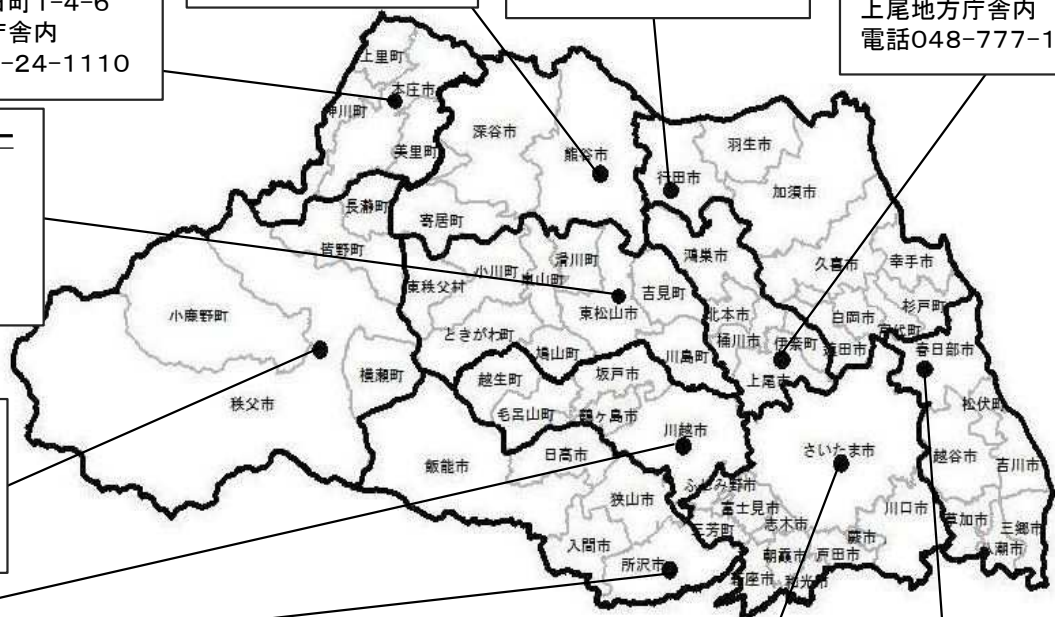 町1-4-6
庁舎内
-24-1110
上尾地方庁舎内
電話048-777-1
上里町
本庄市
神川町
美里町
深谷市
熊谷市
行田市
羽生市
加須市
長瀞町
寄居町
皆野町
鴻巣市
久喜市
幸手市
小川町
嵐山町
滑川町
東秩父村
吉見町
東松山市
小鹿野町
北本市
白岡市
杉戸町
宮代町
ときがわ町
桶川市
伊奈町
蓮田市
春日部市
鳩山町
川島町
上尾市
横瀬町
越生町
坂戸市
秩父市
毛呂山町
鶴ヶ島市
松伏町
川越市
さいたま市
飯能市
日高市
越谷市
吉川市
狭山市
ふじみ野市
富士見市
川口市
三芳町
志木市
草加市
三郷市
入間市
蕨市
所沢市
朝霞市
戸田市
八潮市
新座市
和光市